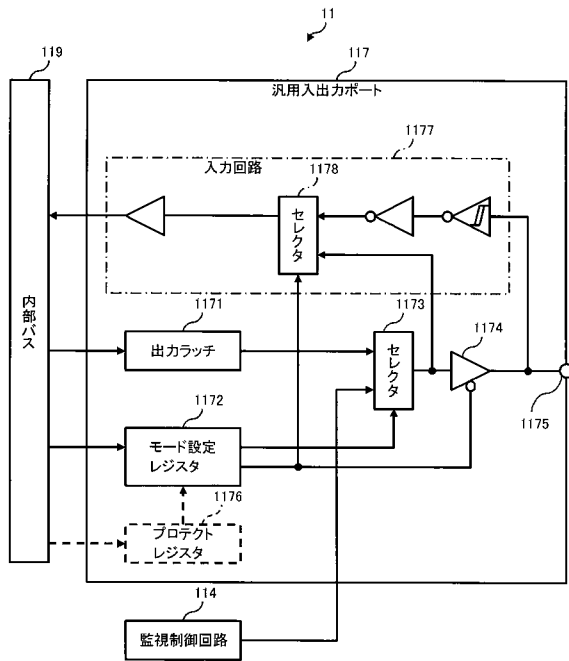 11
119
117
汎用入出力ポート
1177
入力回路
1178
セレクタ
内部バス
1171
出力ラッチ
1173
セレクタ
1174
1175
1172
モード設定
レジスタ
1176
プロテクト
レジスタ
114
監視制御回路